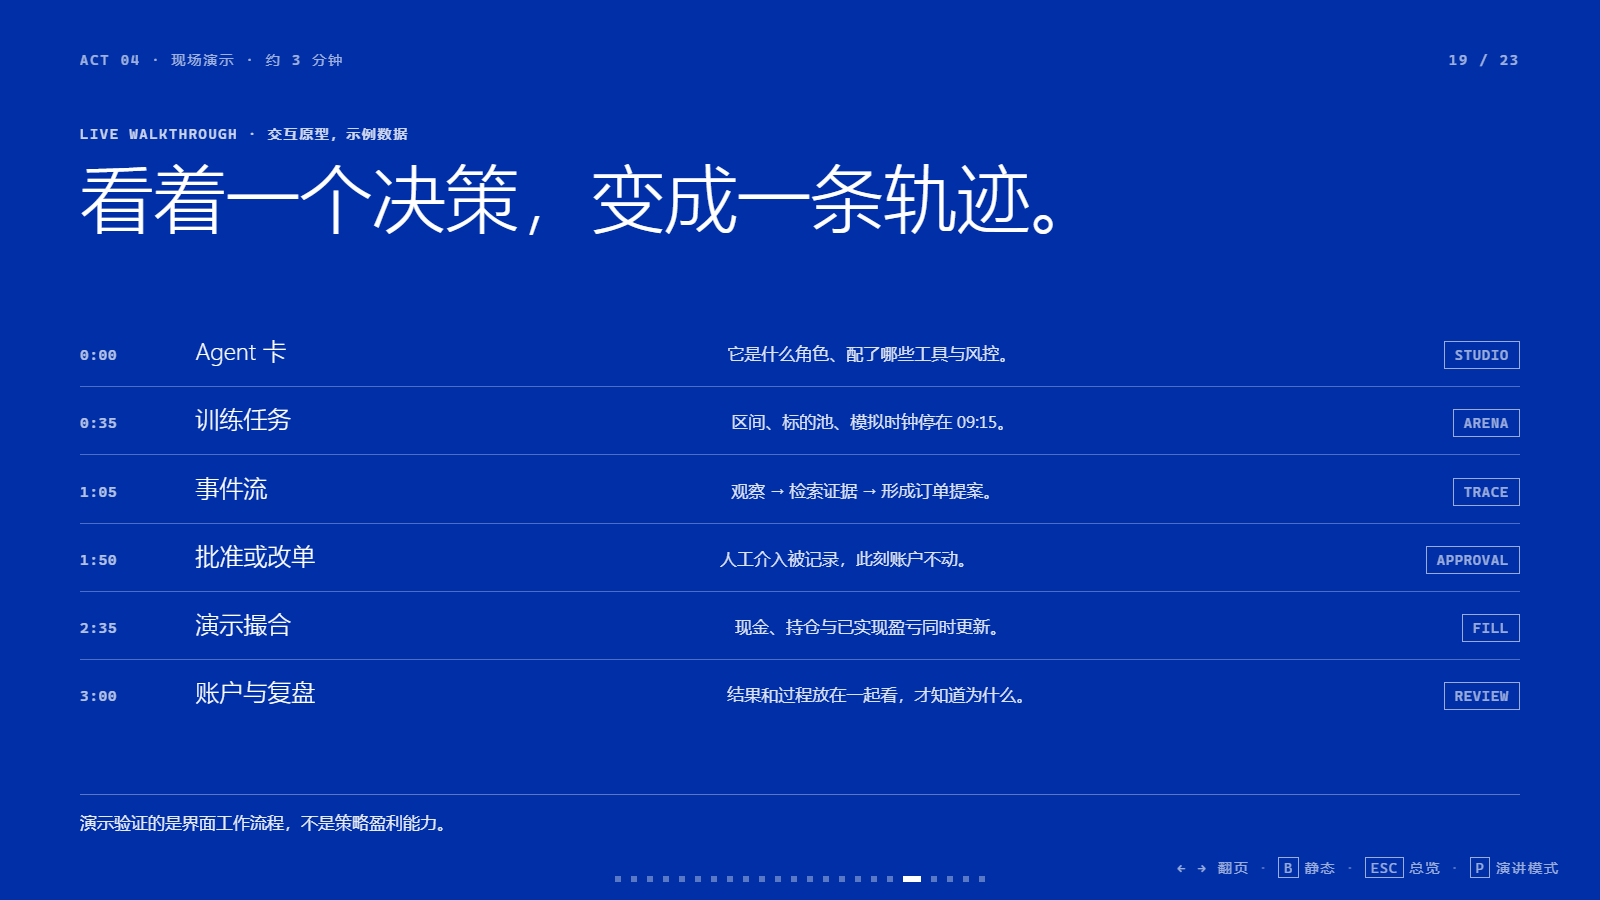 ACT 04 · 现场演示 · 约 3 分钟
19 / 23
LIVE WALKTHROUGH · 交互原型，示例数据
看着一个决策，变成一条轨迹。
0:00 Agent 卡 它是什么角色、配了哪些工具与风控。 STUDIO
0:35 训练任务 区间、标的池、模拟时钟停在 09:15。 ARENA
1:05 事件流 观察 → 检索证据 → 形成订单提案。 TRACE
1:50 批准或改单 人工介入被记录，此刻账户不动。 APPROVAL
2:35 演示撮合 现金、持仓与已实现盈亏同时更新。 FILL
3:00 账户与复盘 结果和过程放在一起看，才知道为什么。 REVIEW
演示验证的是界面工作流程，不是策略盈利能力。
← → 翻页 · B 静态 · ESC 总览 · P 演讲模式